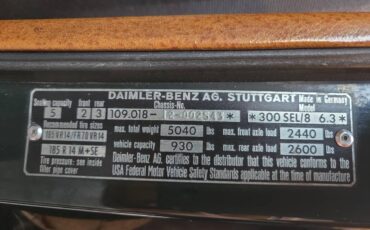 DAIMLER-BENZ AG. STUTTGART Made in Germany
Seating capacity front rear Chassis-No. Model
5 2 3 109.018- 12-002543 * * 300 SEL/8 6.3 *
Recommended tire sizes
185VR14/FR70VR14 max. total weight 5040 lbs max. front axle load 2440 lbs
185 R 14 M+SE vehicle capacity 930 lbs max. rear axle load 2600 lbs
Tire pressure: see inside
filler pipe cover
Daimler-Benz AG. certifies to the distributor that this vehicle conforms to
USA Federal Motor Vehicle Safety Standards applicable at the time of manufacture